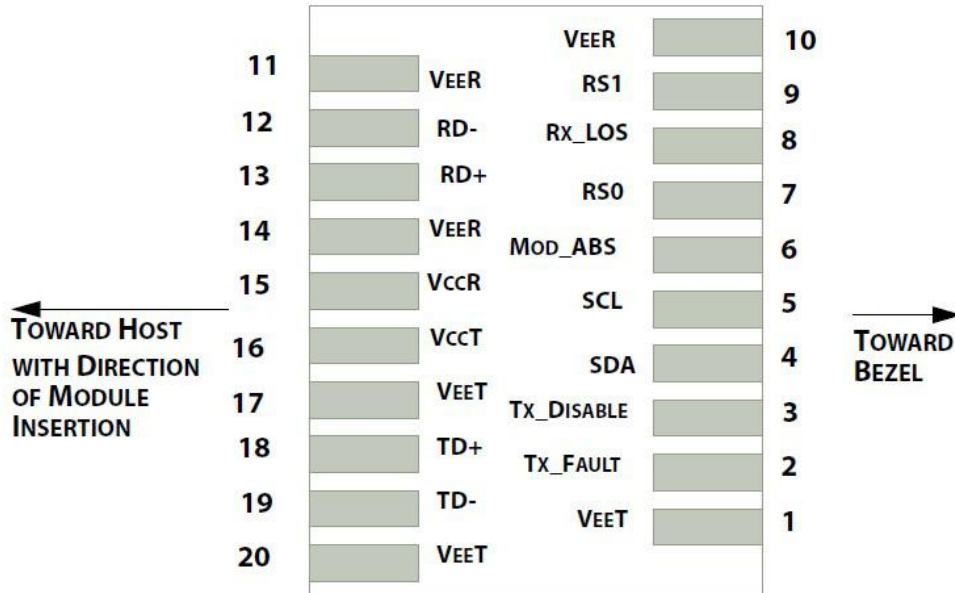 11 VEER
12 RD-
13 RD+
14 VEER
15 VCCR
16 VCCT
17 VEET
18 TD+
19 TD-
20 VEET
TOWARD HOST
WITH DIRECTION
OF MODULE
INSERTION
VEER 10
RS1 9
RX_LOS 8
RS0 7
MOD_ABS 6
SCL 5
SDA 4
TX_DISABLE 3
TX_FAULT 2
VEET 1
TOWARD
BEZEL